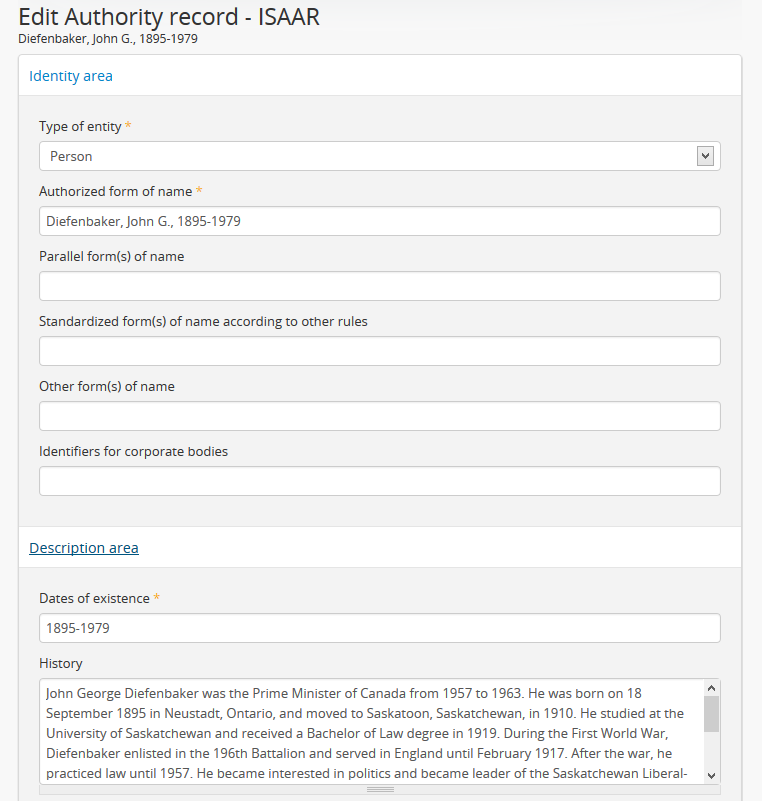 Edit Authority record - ISAAR
Diefenbaker, John G., 1895-1979
Identity area
Type of entity *
Person
Authorized form of name *
Diefenbaker, John G., 1895-1979
Parallel form(s) of name
Standardized form(s) of name according to other rules
Other form(s) of name
Identifiers for corporate bodies
Description area
Dates of existence *
1895-1979
History
John George Diefenbaker was the Prime Minister of Canada from 1957 to 1963. He was born on 18
September 1895 in Neustadt, Ontario, and moved to Saskatoon, Saskatchewan, in 1910. He studied at the
University of Saskatchewan and received a Bachelor of Law degree in 1919. During the First World War,
Diefenbaker enlisted in the 196th Battalion and served in England until February 1917. After the war, he
practiced law until 1957. He became interested in politics and became leader of the Saskatchewan Liberal-